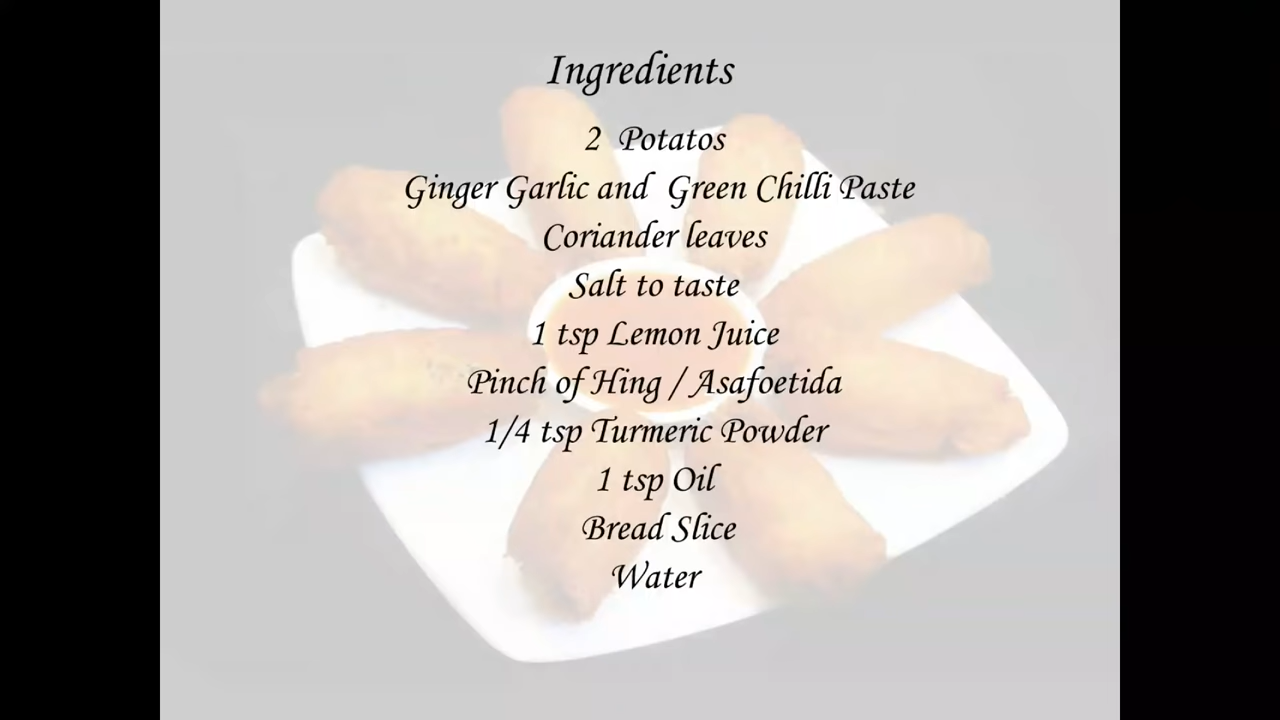 Ingredients
2 Potatos
Ginger Garlic and Green Chilli Paste
Coriander leaves
Salt to taste
1 tsp Lemon Juice
Pinch of Hing / Asafoetida
1/4 tsp Turmeric Powder
1 tsp Oil
Bread Slice
Water